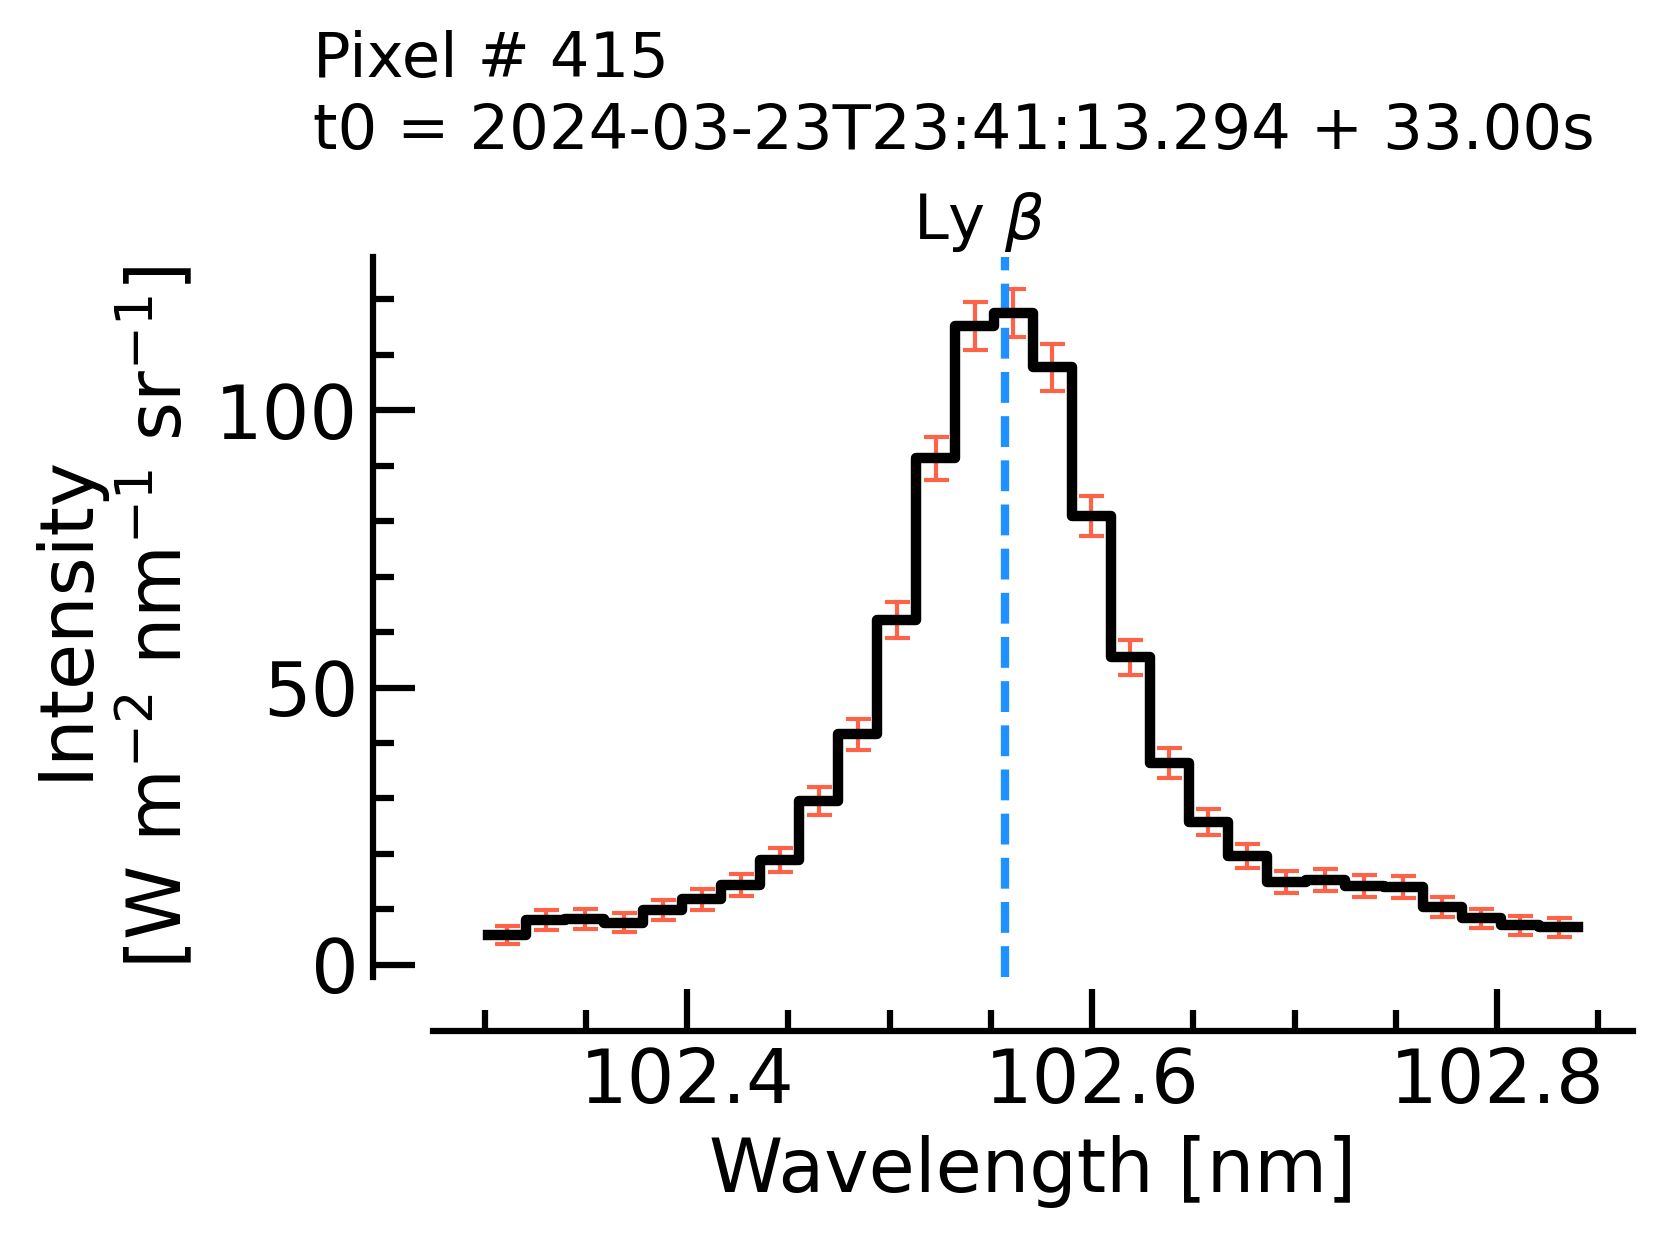 Pixel # 415
t0 = 2024-03-23T23:41:13.294 + 33.00s
Ly β
Intensity
[W m⁻² nm⁻¹ sr⁻¹]
100
50
0
102.4 102.6 102.8
Wavelength [nm]